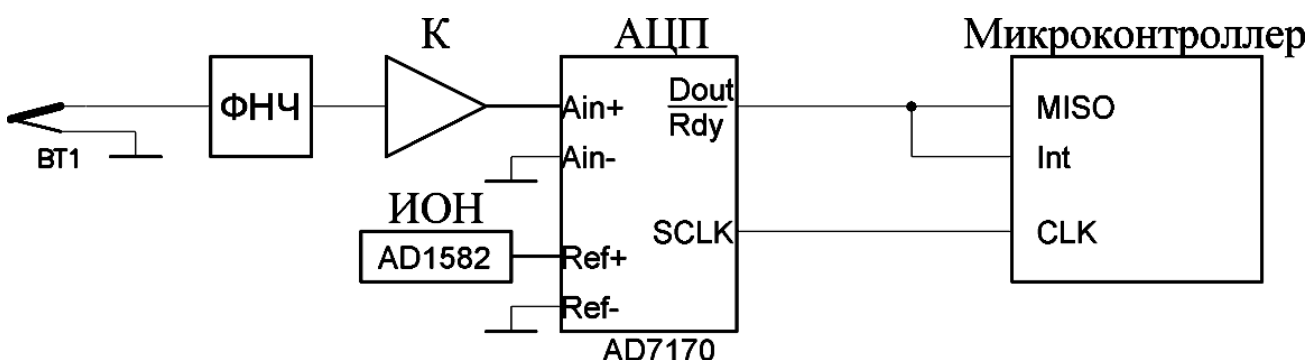 К
АЦП
Микроконтроллер
ФНЧ
BT1
Ain+
Ain-
Dout
Rdy
SCLK
MISO
Int
CLK
ИОН
AD1582
Ref+
Ref-
AD7170